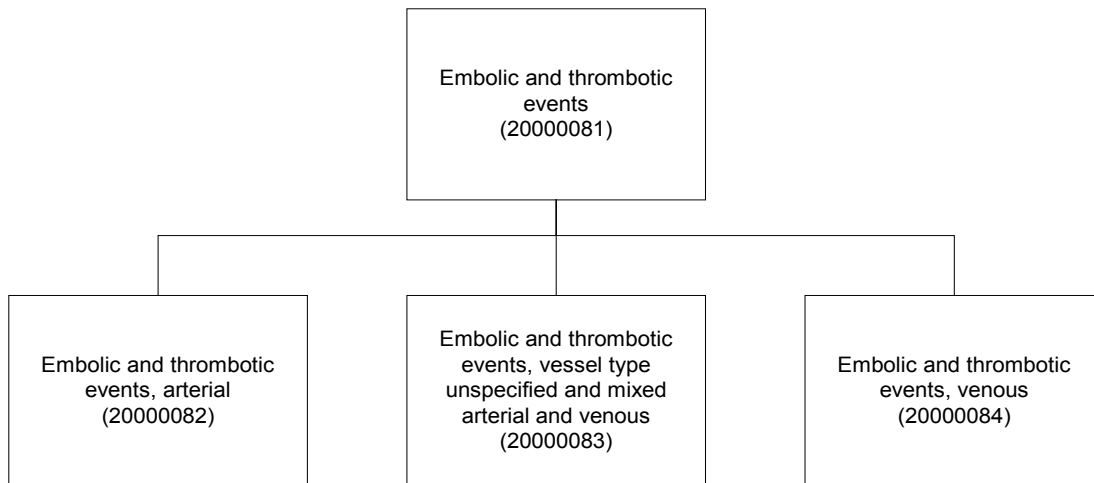 Embolic and thrombotic
events
(20000081)
Embolic and thrombotic
events, arterial
(20000082)
Embolic and thrombotic
events, vessel type
unspecified and mixed
arterial and venous
(20000083)
Embolic and thrombotic
events, venous
(20000084)